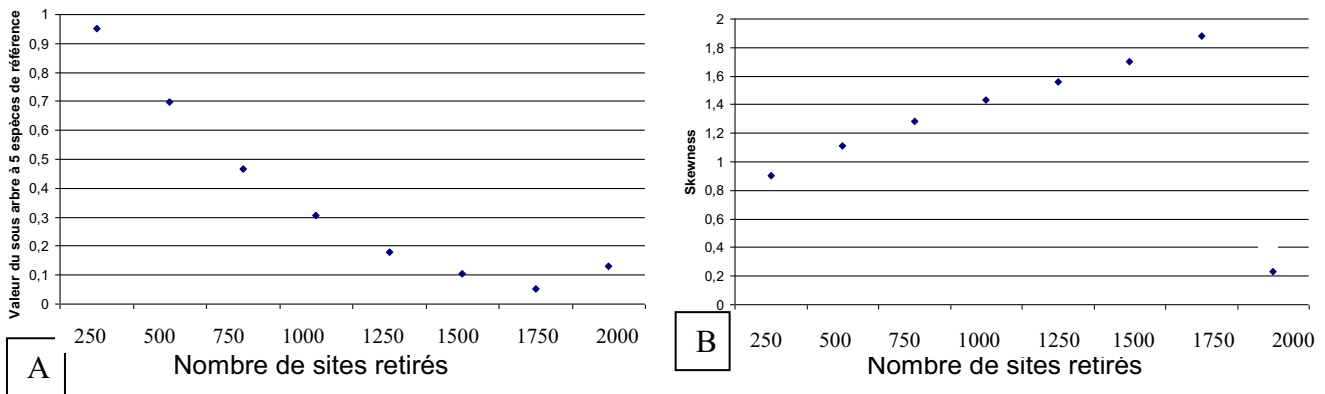 Valeur du sous arbre à 5 espèces de référence
1
0,9
0,8
0,7
0,6
0,5
0,4
0,3
0,2
0,1
0
250 500 750 1000 1250 1500 1750 2000
Nombre de sites retirés
A
Skewness
2
1,8
1,6
1,4
1,2
1
0,8
0,6
0,4
0,2
0
250 500 750 1000 1250 1500 1750 2000
Nombre de sites retirés
B